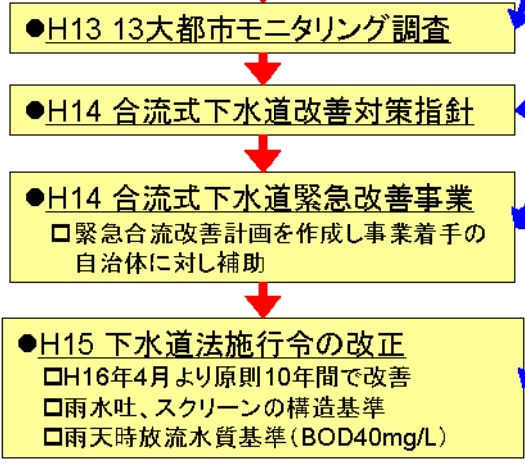 ●H13 13大都市モニタリング調査
●H14 合流式下水道改善対策指針
●H14 合流式下水道緊急改善事業
□緊急合流改善計画を作成し事業着手の
自治体に対し補助
●H15 下水道法施行令の改正
□H16年4月より原則10年間で改善
□雨水吐、スクリーンの構造基準
□雨天時放流水質基準(BOD40mg/L)